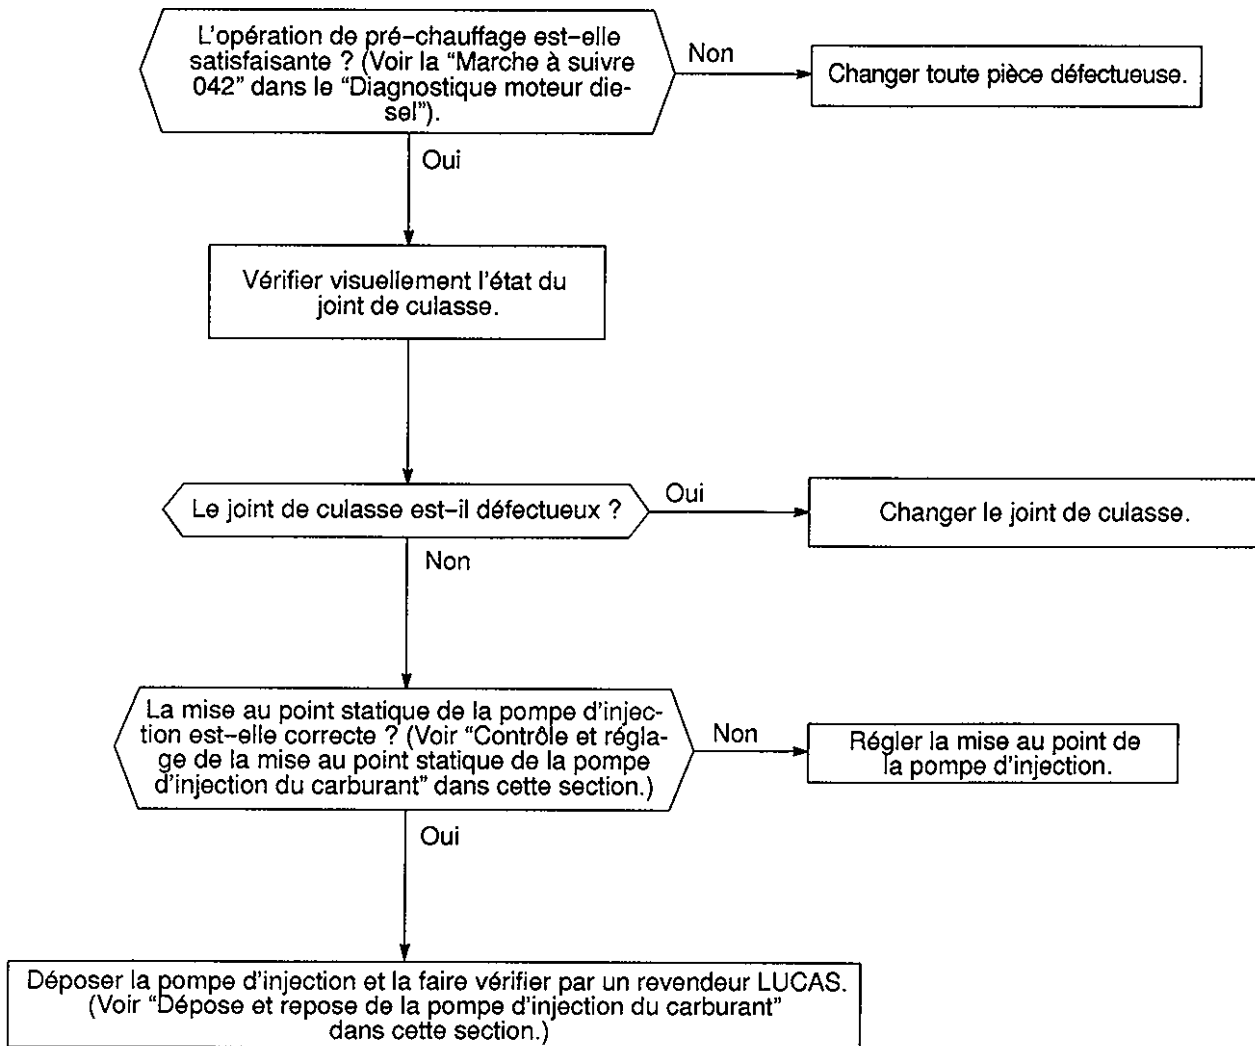 L'opération de pré-chauffage est-elle
satisfaisante ? (Voir la "Marche à suivre
042" dans le "Diagnostique moteur die-
sel").
Non
Changer toute pièce défectueuse.
Oui
Vérifier visuellement l'état du
joint de culasse.
Le joint de culasse est-il défectueux ?
Oui
Changer le joint de culasse.
Non
La mise au point statique de la pompe d'injec-
tion est-elle correcte ? (Voir "Contrôle et régla-
ge de la mise au point statique de la pompe
d'injection du carburant" dans cette section.)
Non
Régler la mise au point de
la pompe d'injection.
Oui
Déposer la pompe d'injection et la faire vérifier par un revendeur LUCAS.
(Voir "Dépose et repose de la pompe d'injection du carburant"
dans cette section.)